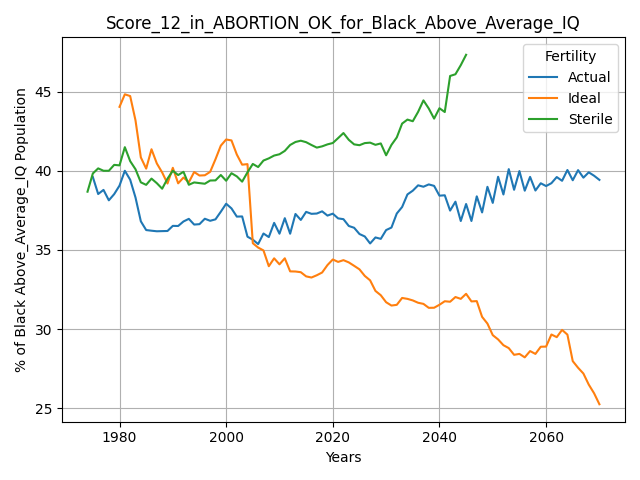 Score_12_in_ABORTION_OK_for_Black_Above_Average_IQ
% of Black Above_Average_IQ Population
45
40
35
30
25
Fertility
Actual
Ideal
Sterile
1980
2000
2020
2040
2060
Years